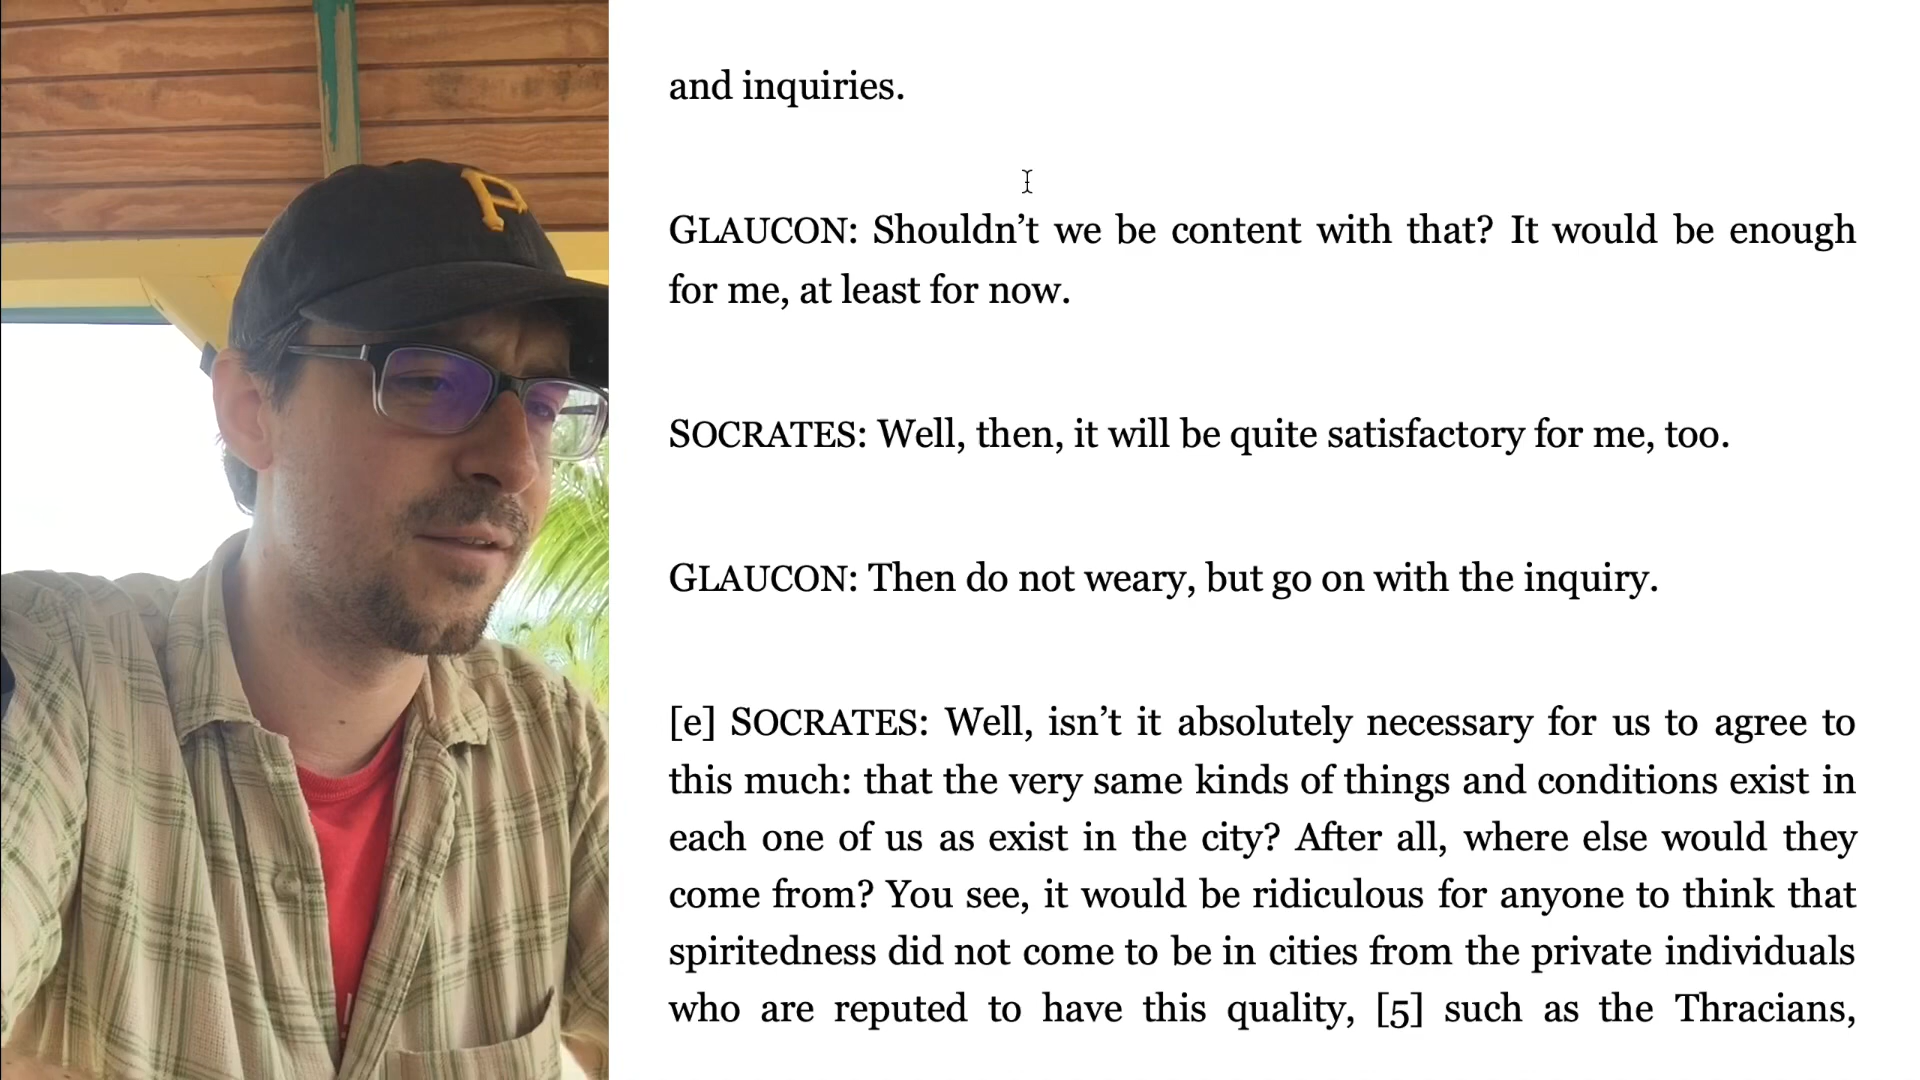 P
and inquiries.
GLAUCON: Shouldn’t we be content with that? It would be enough
for me, at least for now.
SOCRATES: Well, then, it will be quite satisfactory for me, too.
GLAUCON: Then do not weary, but go on with the inquiry.
[e] SOCRATES: Well, isn’t it absolutely necessary for us to agree to
this much: that the very same kinds of things and conditions exist in
each one of us as exist in the city? After all, where else would they
come from? You see, it would be ridiculous for anyone to think that
spiritedness did not come to be in cities from the private individuals
who are reputed to have this quality, [5] such as the Thracians,